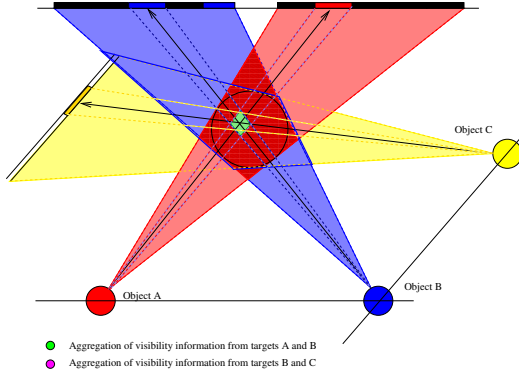 Object C
Object A
Object B
Aggregation of visibility information from targets A and B
Aggregation of visibility information from targets B and C